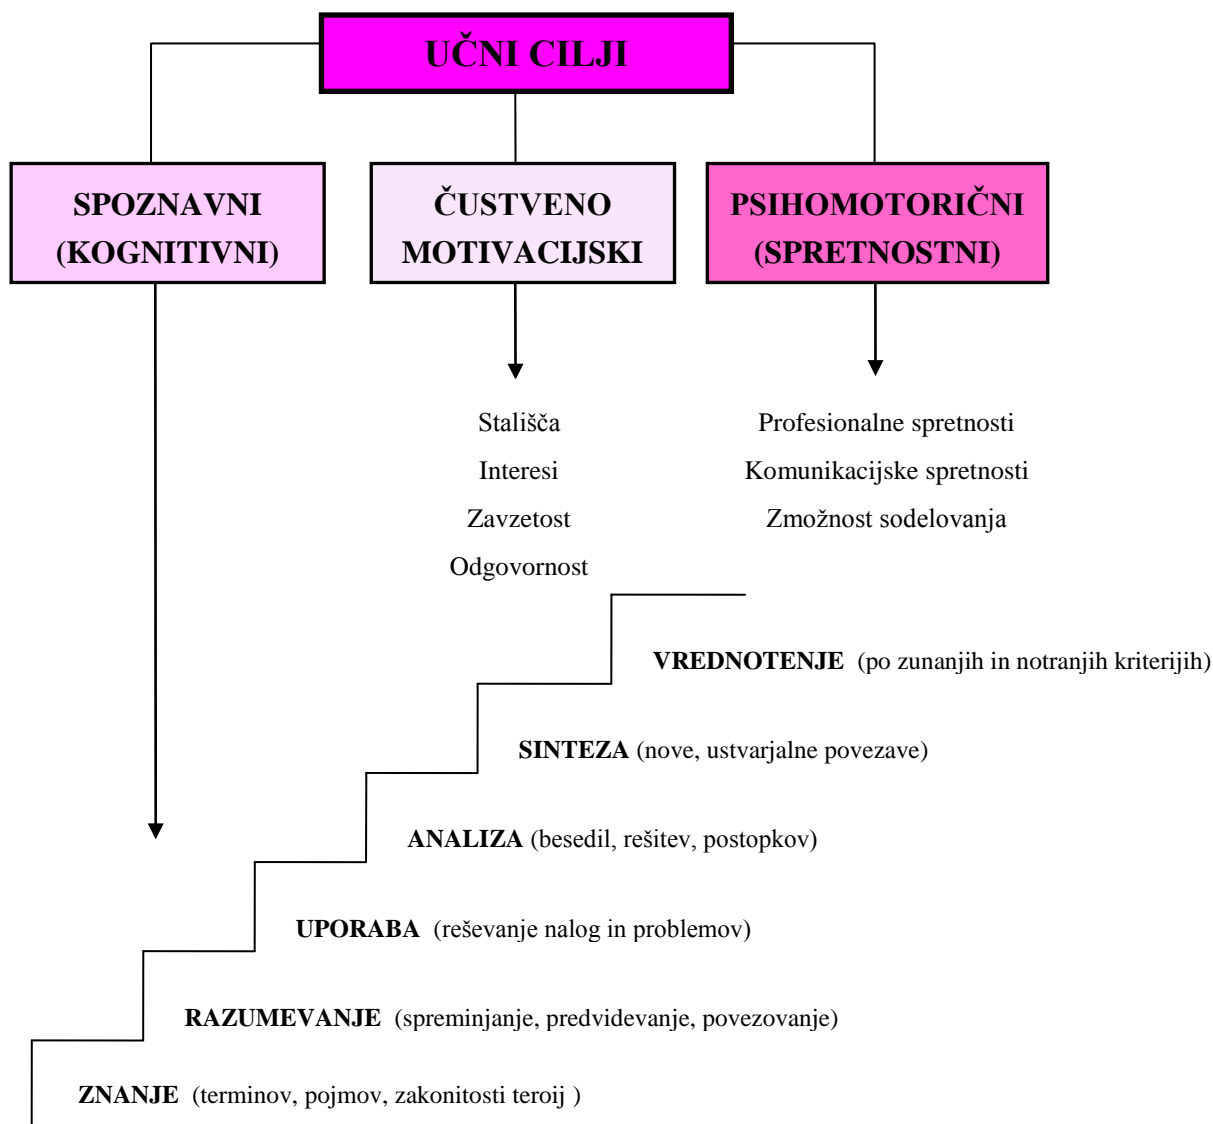 UČNI CILJI
SPOZNAVNI
(KOGNITIVNI)
ČUSTVENO
MOTIVACIJSKI
PSIHOMOTORIČNI
(SPRETNOSTNI)
Stališča
Interesi
Zavzetost
Odgovornost
Profesionalne spretnosti
Komunikacijske spretnosti
Zmožnost sodelovanja
VREDNOTENJE (po zunanjih in notranjih kriterijih)
SINTEZA (nove, ustvarjalne povezave)
ANALIZA (besedil, rešitev, postopkov)
UPORABA (reševanje nalog in problemov)
RAZUMEVANJE (spreminjanje, predvidevanje, povezovanje)
ZNANJE (terminov, pojmov, zakonitosti teroij )